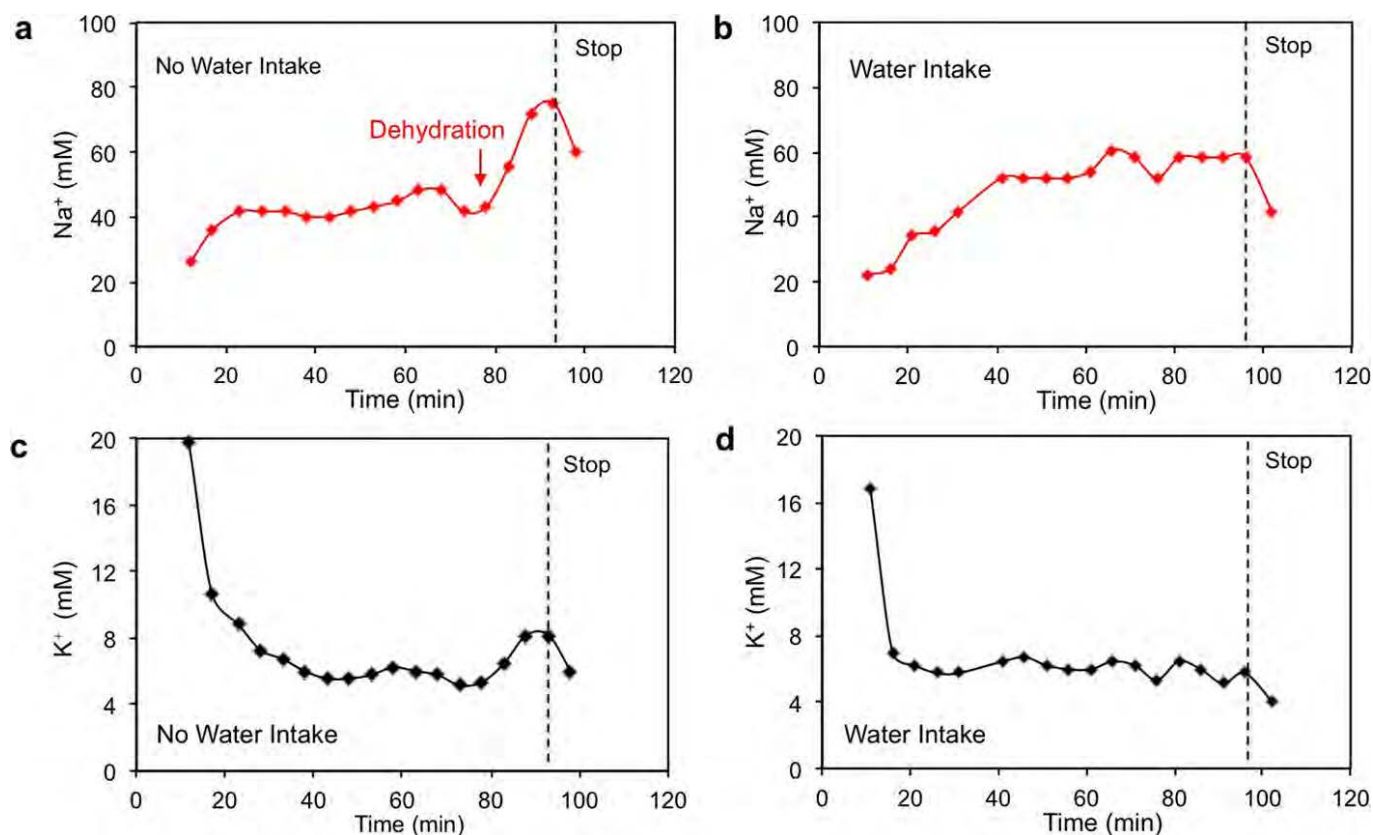 a
No Water Intake
Stop
Dehydration
Na⁺ (mM)
100
80
60
40
20
0
0 20 40 60 80 100 120
Time (min)
b
Water Intake
Stop
Na⁺ (mM)
100
80
60
40
20
0
0 20 40 60 80 100 120
Time (min)
c
No Water Intake
Stop
K⁺ (mM)
20
16
12
8
4
0
0 20 40 60 80 100 120
Time (min)
d
Water Intake
Stop
K⁺ (mM)
20
16
12
8
4
0
0 20 40 60 80 100 120
Time (min)